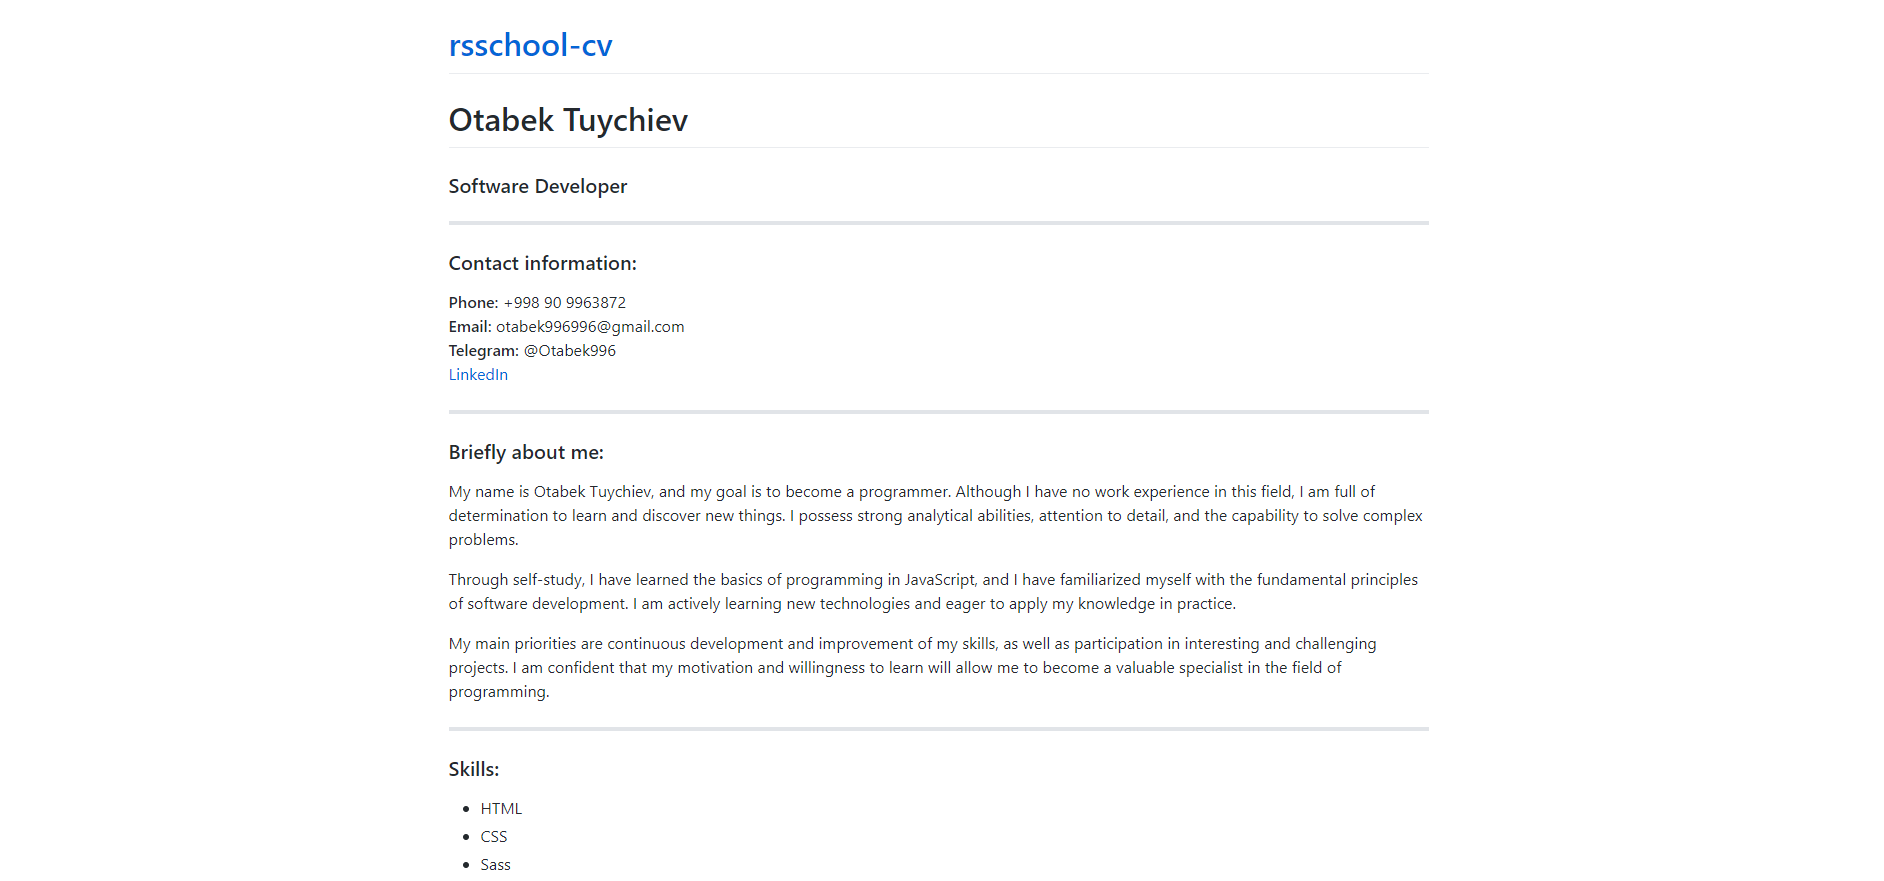 rsschool-cv
Otabek Tuychiev
Software Developer
Contact information:
Phone: +998 90 9963872
Email: otabek996996@gmail.com
Telegram: @Otabek996
LinkedIn
Briefly about me:
My name is Otabek Tuychiev, and my goal is to become a programmer. Although I have no work experience in this field, I am full of
determination to learn and discover new things. I possess strong analytical abilities, attention to detail, and the capability to solve complex
problems.
Through self-study, I have learned the basics of programming in JavaScript, and I have familiarized myself with the fundamental principles
of software development. I am actively learning new technologies and eager to apply my knowledge in practice.
My main priorities are continuous development and improvement of my skills, as well as participation in interesting and challenging
projects. I am confident that my motivation and willingness to learn will allow me to become a valuable specialist in the field of
programming.
Skills:
• HTML
• CSS
• Sass